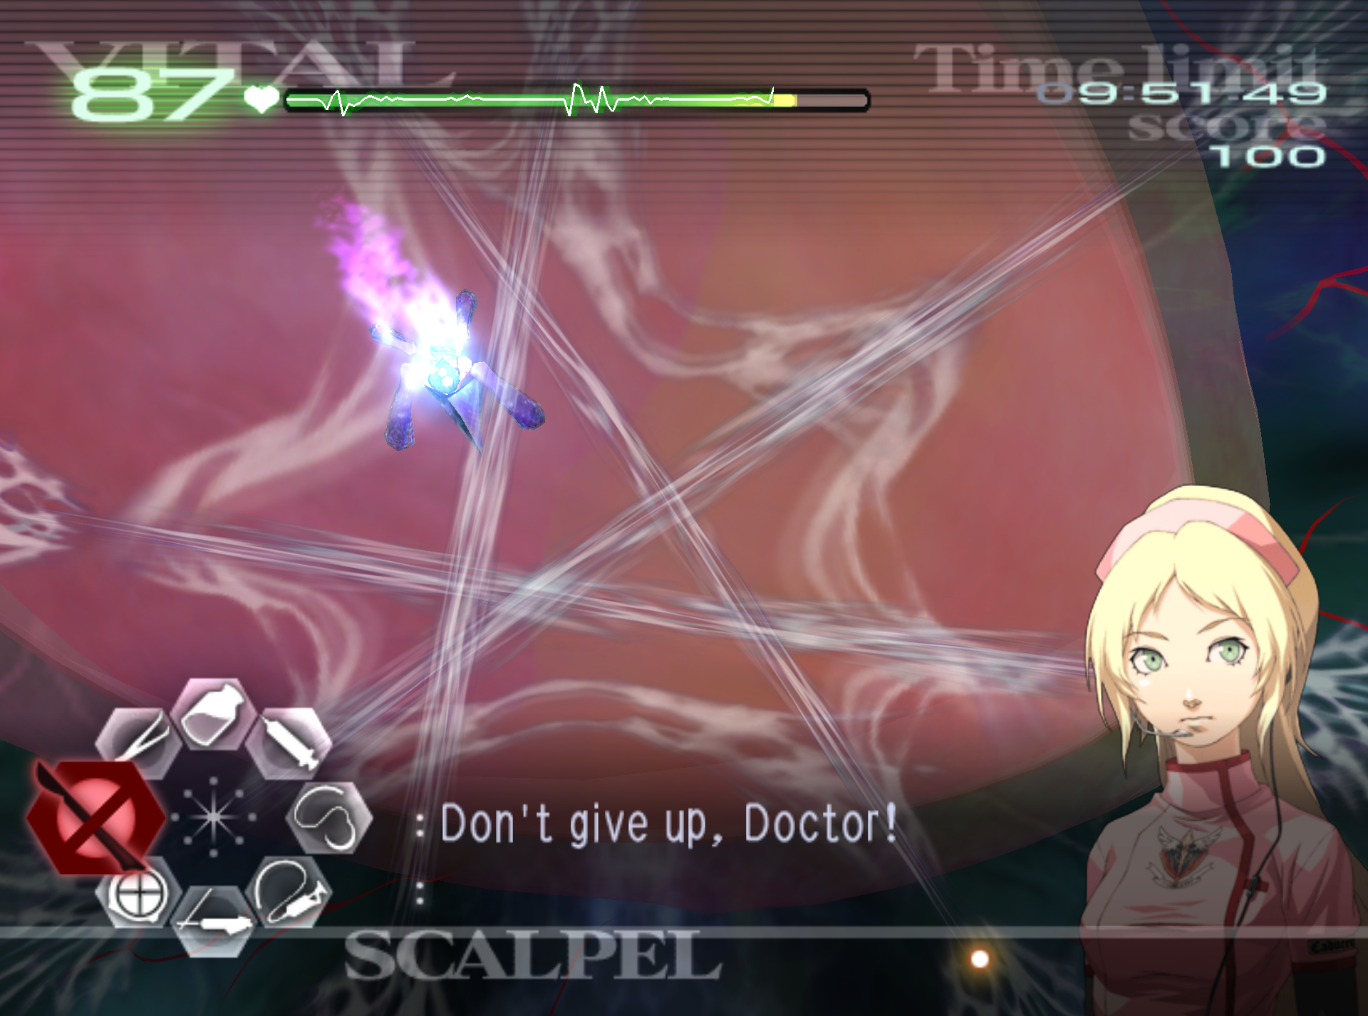 VITAL
87
Time limit
09:51:49
score
100
:Don't give up, Doctor!
:
SCALPEL